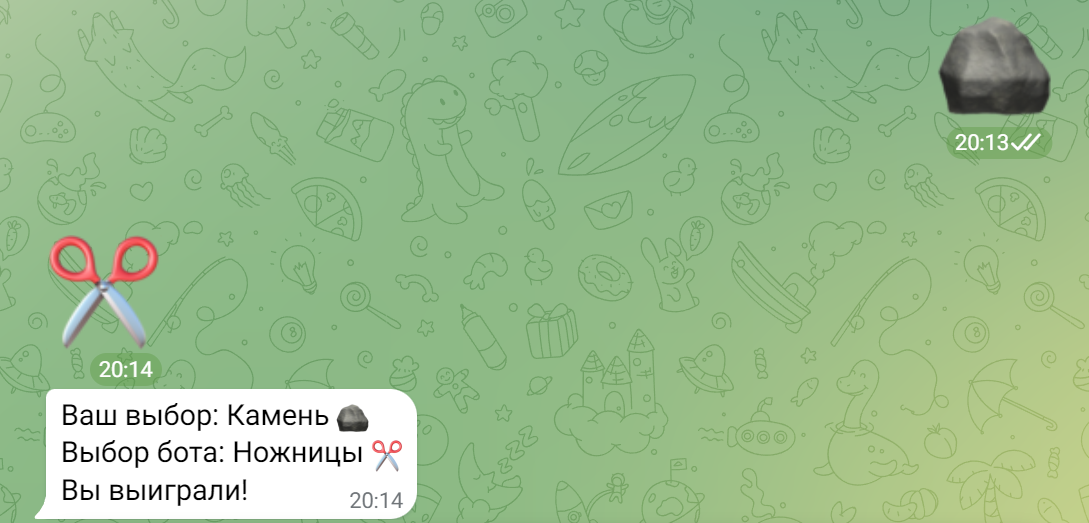 20:13
20:14
Ваш выбор: Камень 🪨
Выбор бота: Ножницы ✂️
Вы выиграли!
20:14